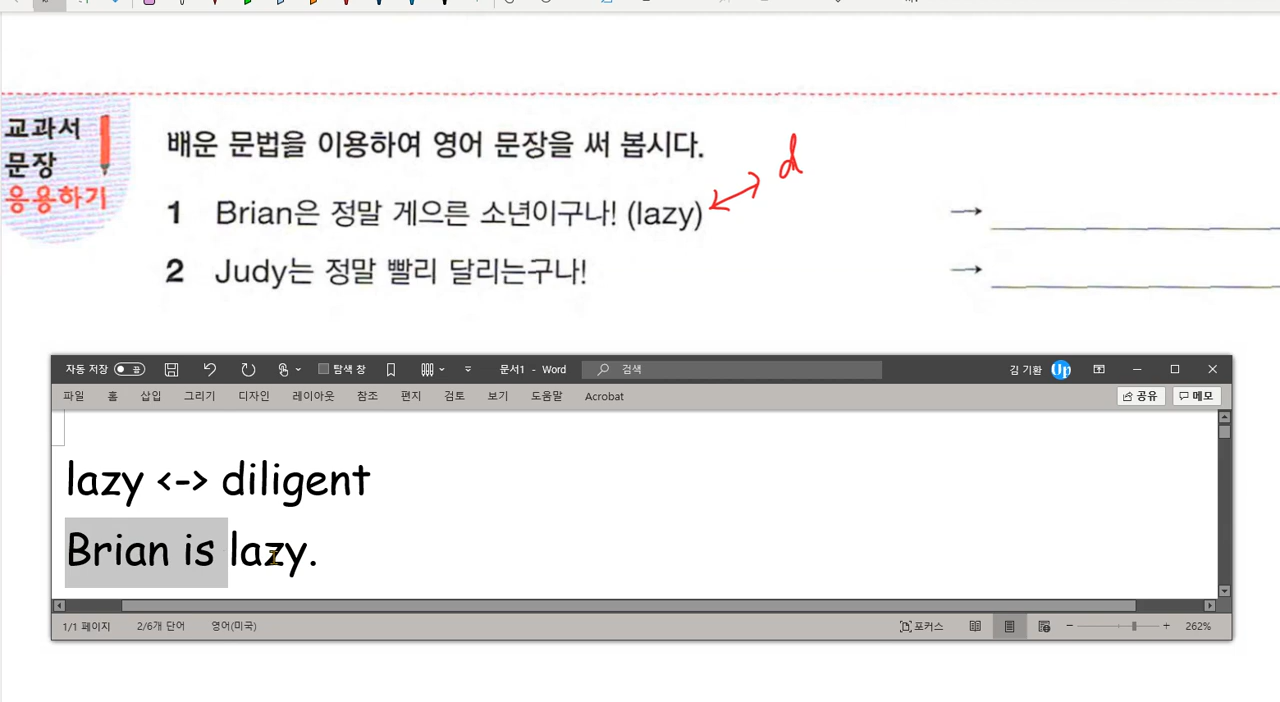 교과서
문장
응용하기
배운 문법을 이용하여 영어 문장을 써 봅시다.
d
1 Brian은 정말 게으른 소년이구나! (lazy) →
2 Judy는 정말 빨리 달리는구나! →
자동 저장 끔 탐색 창 문서1 - Word 검색 김 기환 Up
파일 홈 삽입 그리기 디자인 레이아웃 참조 편지 검토 보기 도움말 Acrobat 공유 메모
lazy <-> diligent
Brian is lazy.
1/1 페이지 2/6개 단어 영어(미국) 포커스 262%